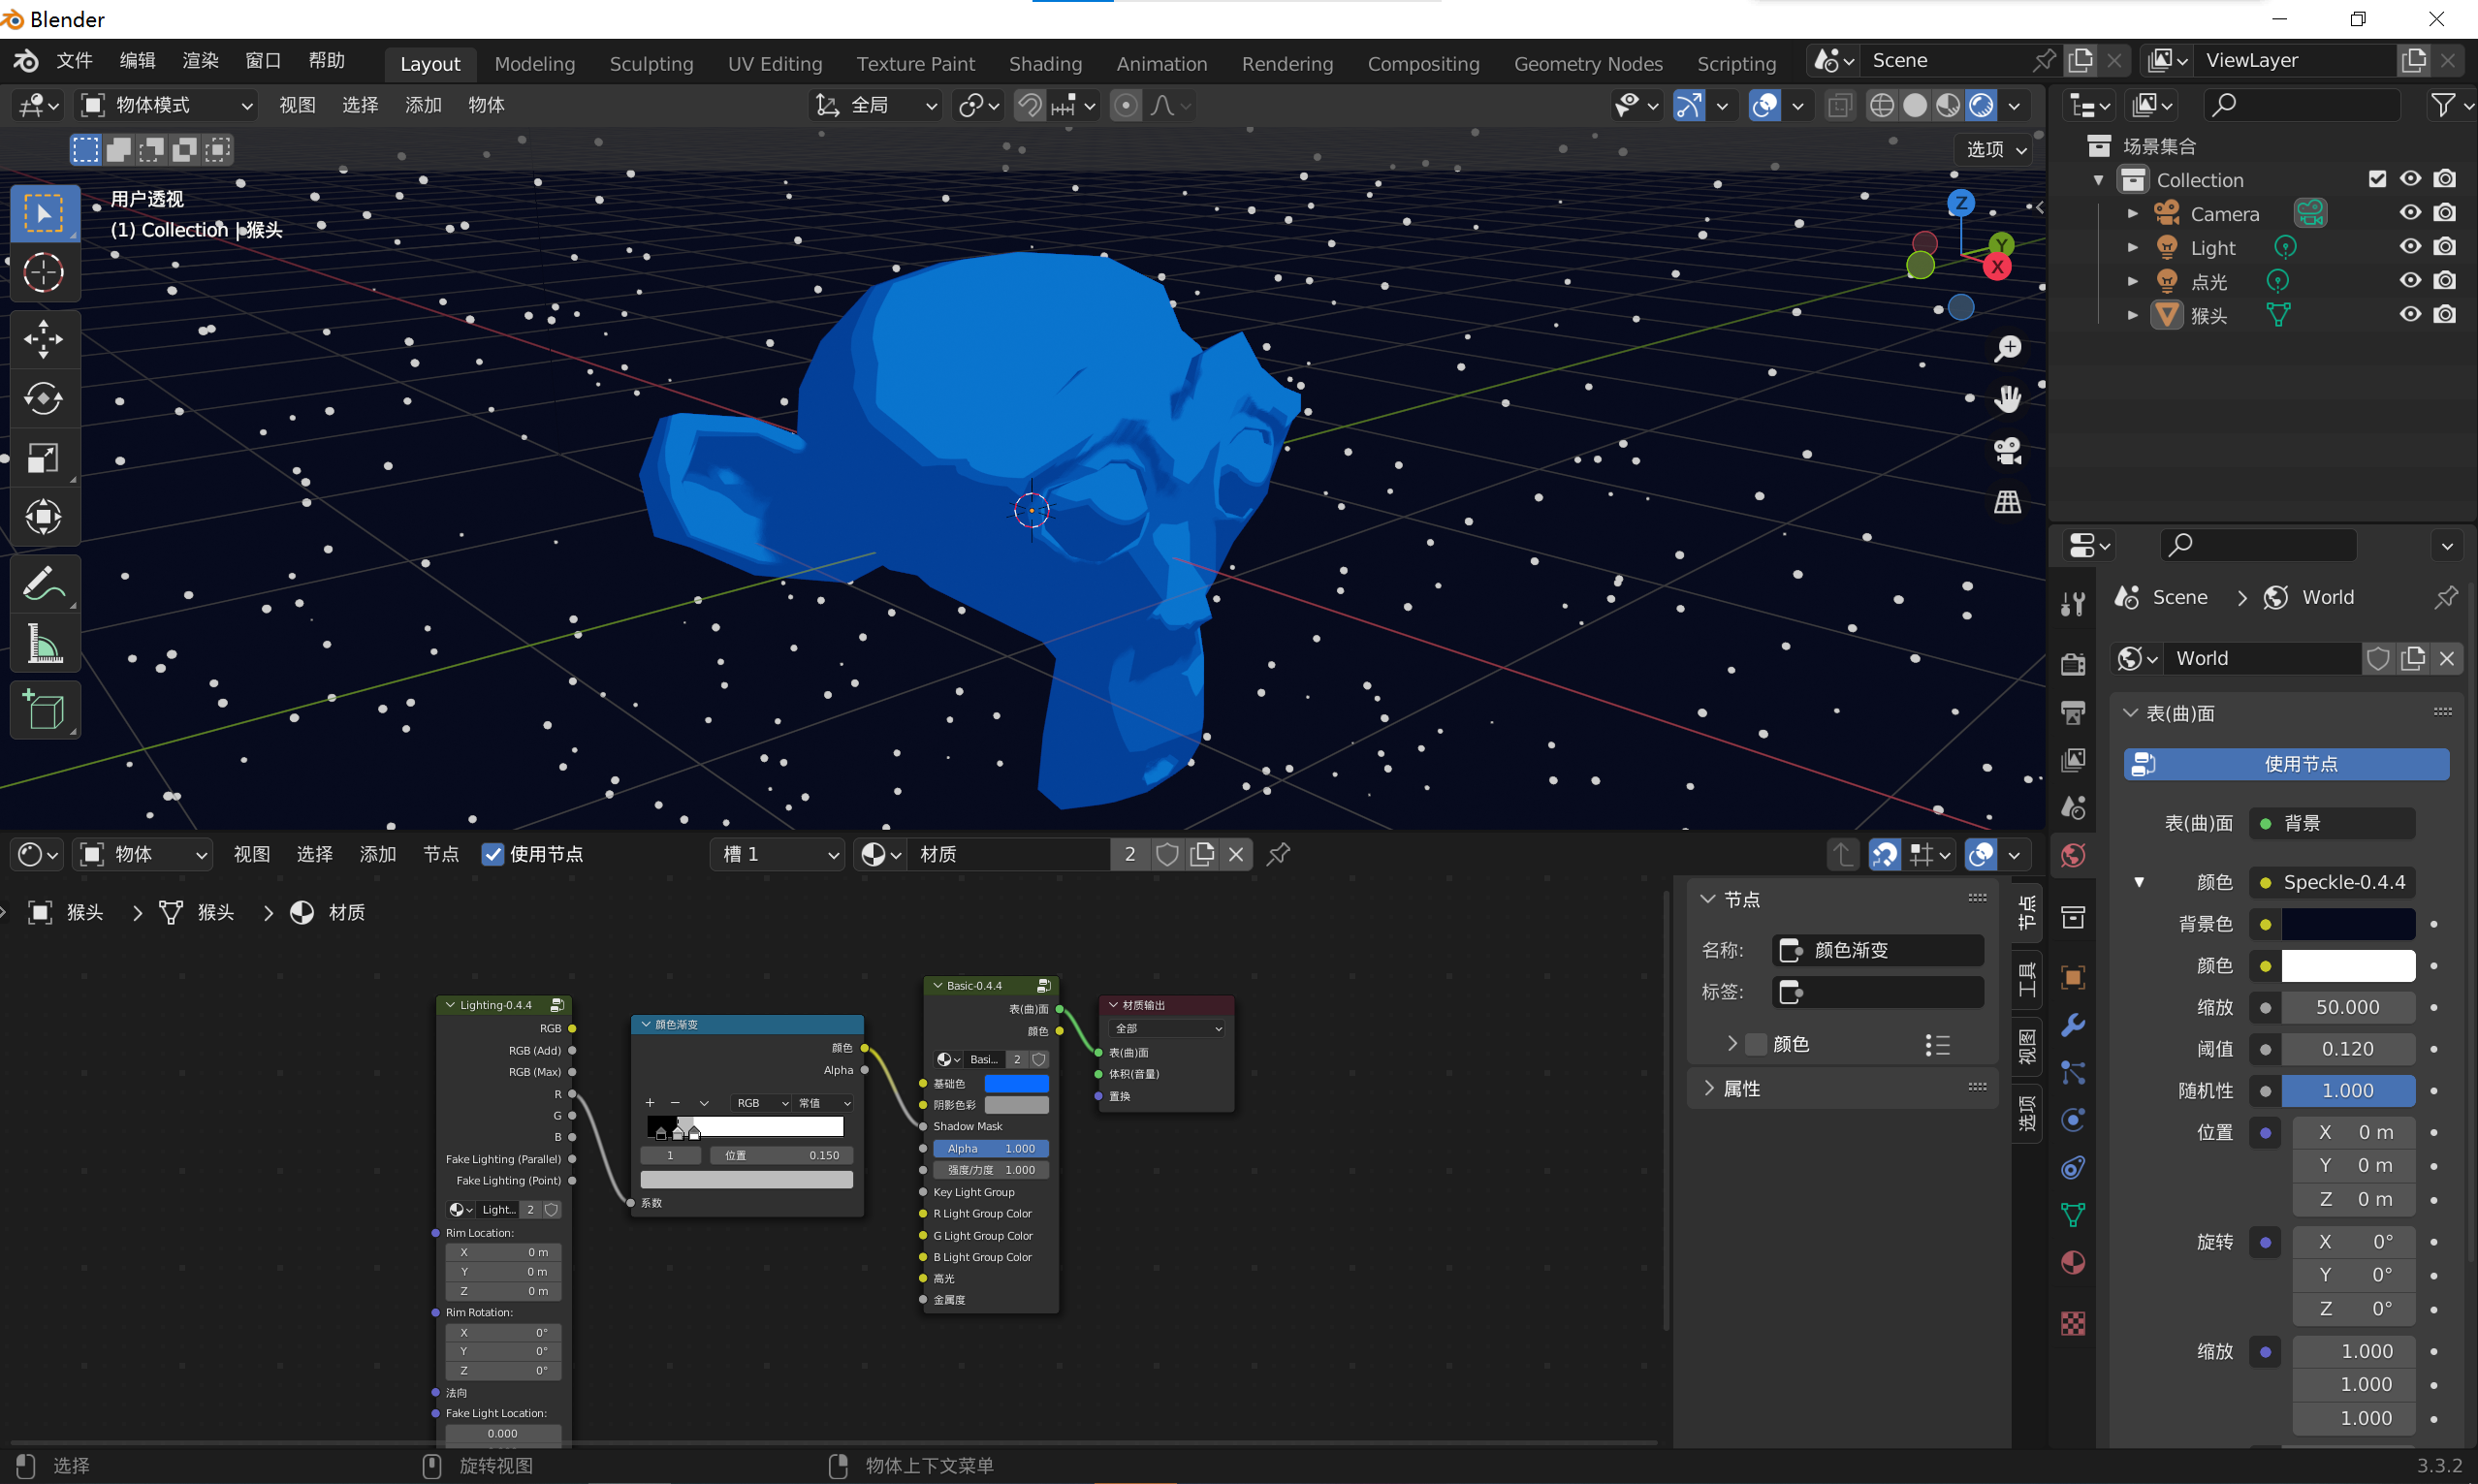 Blender
文件 编辑 渲染 窗口 帮助 Layout Modeling Sculpting UV Editing Texture Paint Shading Animation Rendering Compositing Geometry Nodes Scripting Scene ViewLayer
物体模式 视图 选择 添加 物体 全局
选项
用户透视
(1) Collection | 猴头
Z
Y
X
场景集合
Collection
Camera
Light
点光
猴头
Scene World
World
表(曲)面
使用节点
表(曲)面 背景
颜色 Speckle-0.4.4
背景色
颜色
缩放 50.000
阈值 0.120
随机性 1.000
位置 X 0 m
Y 0 m
Z 0 m
旋转 X 0°
Y 0°
Z 0°
缩放 1.000
1.000
1.000
物体 视图 选择 添加 节点 使用节点 槽 1 材质 2
猴头 猴头 材质
Lighting-0.4.4
RGB
RGB (Add)
RGB (Max)
R
G
B
Fake Lighting (Parallel)
Fake Lighting (Point)
Light... 2
Rim Location:
X 0 m
Y 0 m
Z 0 m
Rim Rotation:
X 0°
Y 0°
Z 0°
法向
Fake Light Location:
0.000
颜色渐变
颜色
Alpha
RGB 常值
1 位置 0.150
系数
Basic-0.4.4
表(曲)面
颜色
Basi... 2
基础色
阴影色彩
Shadow Mask
Alpha 1.000
强度/力度 1.000
Key Light Group
R Light Group Color
G Light Group Color
B Light Group Color
高光
金属度
材质输出
全部
表(曲)面
体积(音量)
置换
节点
名称: 颜色渐变
标签:
颜色
属性
节点
工具
视图
选项
选择 旋转视图 物体上下文菜单 3.3.2